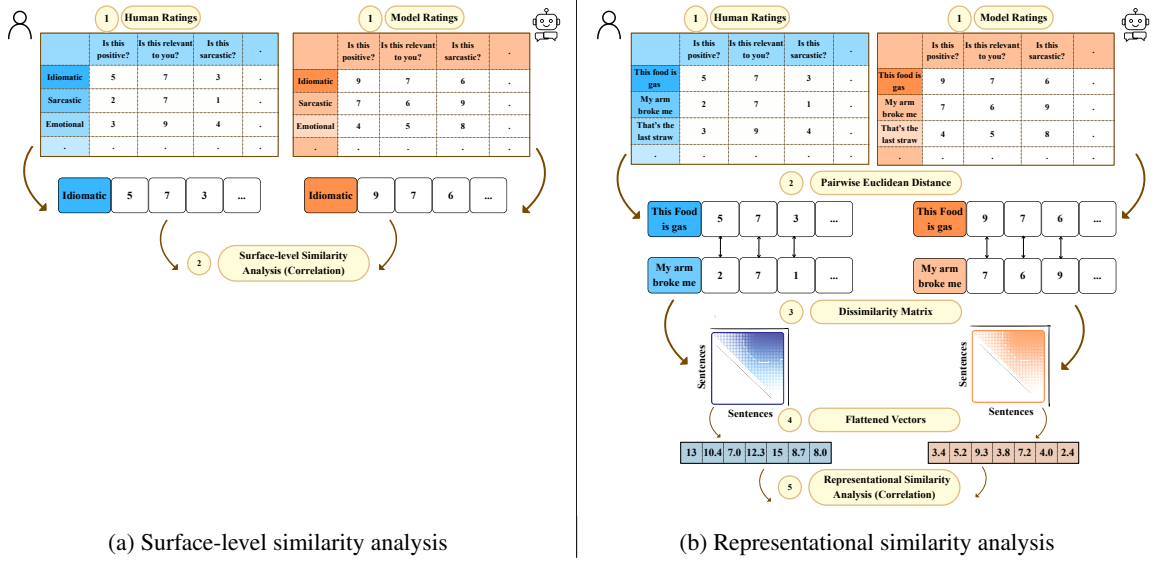 1 Human Ratings
Is this positive? Is this relevant to you? Is this sarcastic? .
Idiomatic 5 7 3 .
Sarcastic 2 7 1 .
Emotional 3 9 4 .
. . . . .
1 Model Ratings
Is this positive? Is this relevant to you? Is this sarcastic? .
Idiomatic 9 7 6 .
Sarcastic 7 6 9 .
Emotional 4 5 8 .
. . . . .
Idiomatic 5 7 3 ...
Idiomatic 9 7 6 ...
2 Surface-level Similarity
Analysis (Correlation)
(a) Surface-level similarity analysis
1 Human Ratings
Is this positive? Is this relevant to you? Is this sarcastic? .
This food is gas 5 7 3 .
My arm broke me 2 7 1 .
That's the last straw 3 9 4 .
. . . . .
1 Model Ratings
Is this positive? Is this relevant to you? Is this sarcastic? .
This food is gas 9 7 6 .
My arm broke me 7 6 9 .
That's the last straw 4 5 8 .
. . . . .
2 Pairwise Euclidean Distance
This Food is gas 5 7 3 ...
My arm broke me 2 7 1 ...
This Food is gas 9 7 6 ...
My arm broke me 7 6 9 ...
3 Dissimilarity Matrix
Sentences
Sentences
Sentences
Sentences
4 Flattened Vectors
13 10.4 7.0 12.3 15 8.7 8.0
3.4 5.2 9.3 3.8 7.2 4.0 2.4
5 Representational Similarity
Analysis (Correlation)
(b) Representational similarity analysis